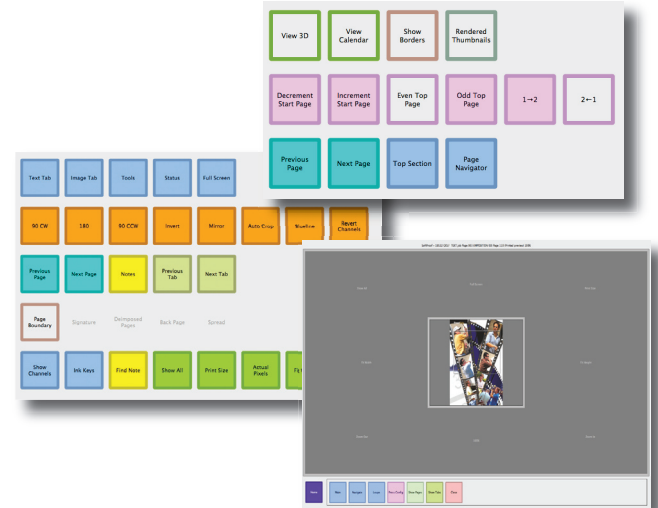 View 3D
View
Calendar
Show
Borders
Rendered
Thumbnails
Decrement
Start Page
Increment
Start Page
Even Top
Page
Odd Top
Page
1→2
2←1
Previous
Page
Next Page
Top Section
Page
Navigator
Text Tab
Image Tab
Tools
Status
Full Screen
90 CW
180
90 CCW
Invert
Mirror
Auto Crop
Blueline
Revert
Channels
Previous
Page
Next Page
Notes
Previous
Tab
Next Tab
Page
Boundary
Signature
Deimposed
Pages
Back Page
Spread
Show
Channels
Ink Keys
Find Note
Show All
Print Size
Actual
Pixels